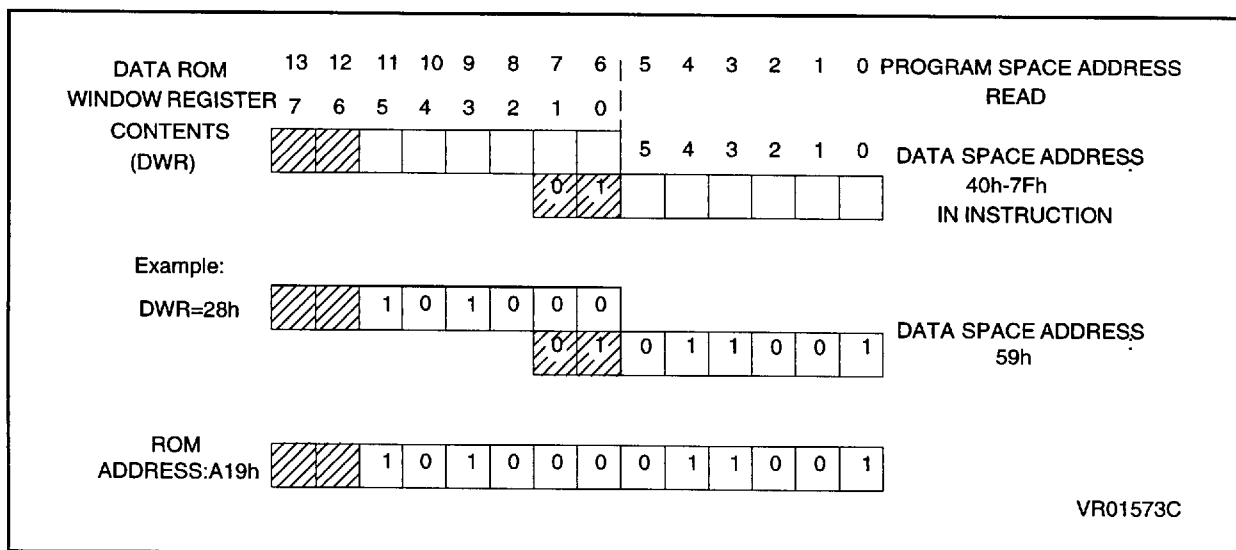 13 12 11 10 9 8 7 6 5 4 3 2 1 0 PROGRAM SPACE ADDRESS
READ
DATA ROM
WINDOW REGISTER 7 6 5 4 3 2 1 0
CONTENTS
(DWR)
5 4 3 2 1 0 DATA SPACE ADDRESS
0 1 40h-7Fh
IN INSTRUCTION
Example:
DWR=28h 1 0 1 0 0 0
0 1 0 1 1 0 0 1 DATA SPACE ADDRESS
59h
ROM
ADDRESS:A19h 1 0 1 0 0 0 0 1 1 0 0 1
VR01573C